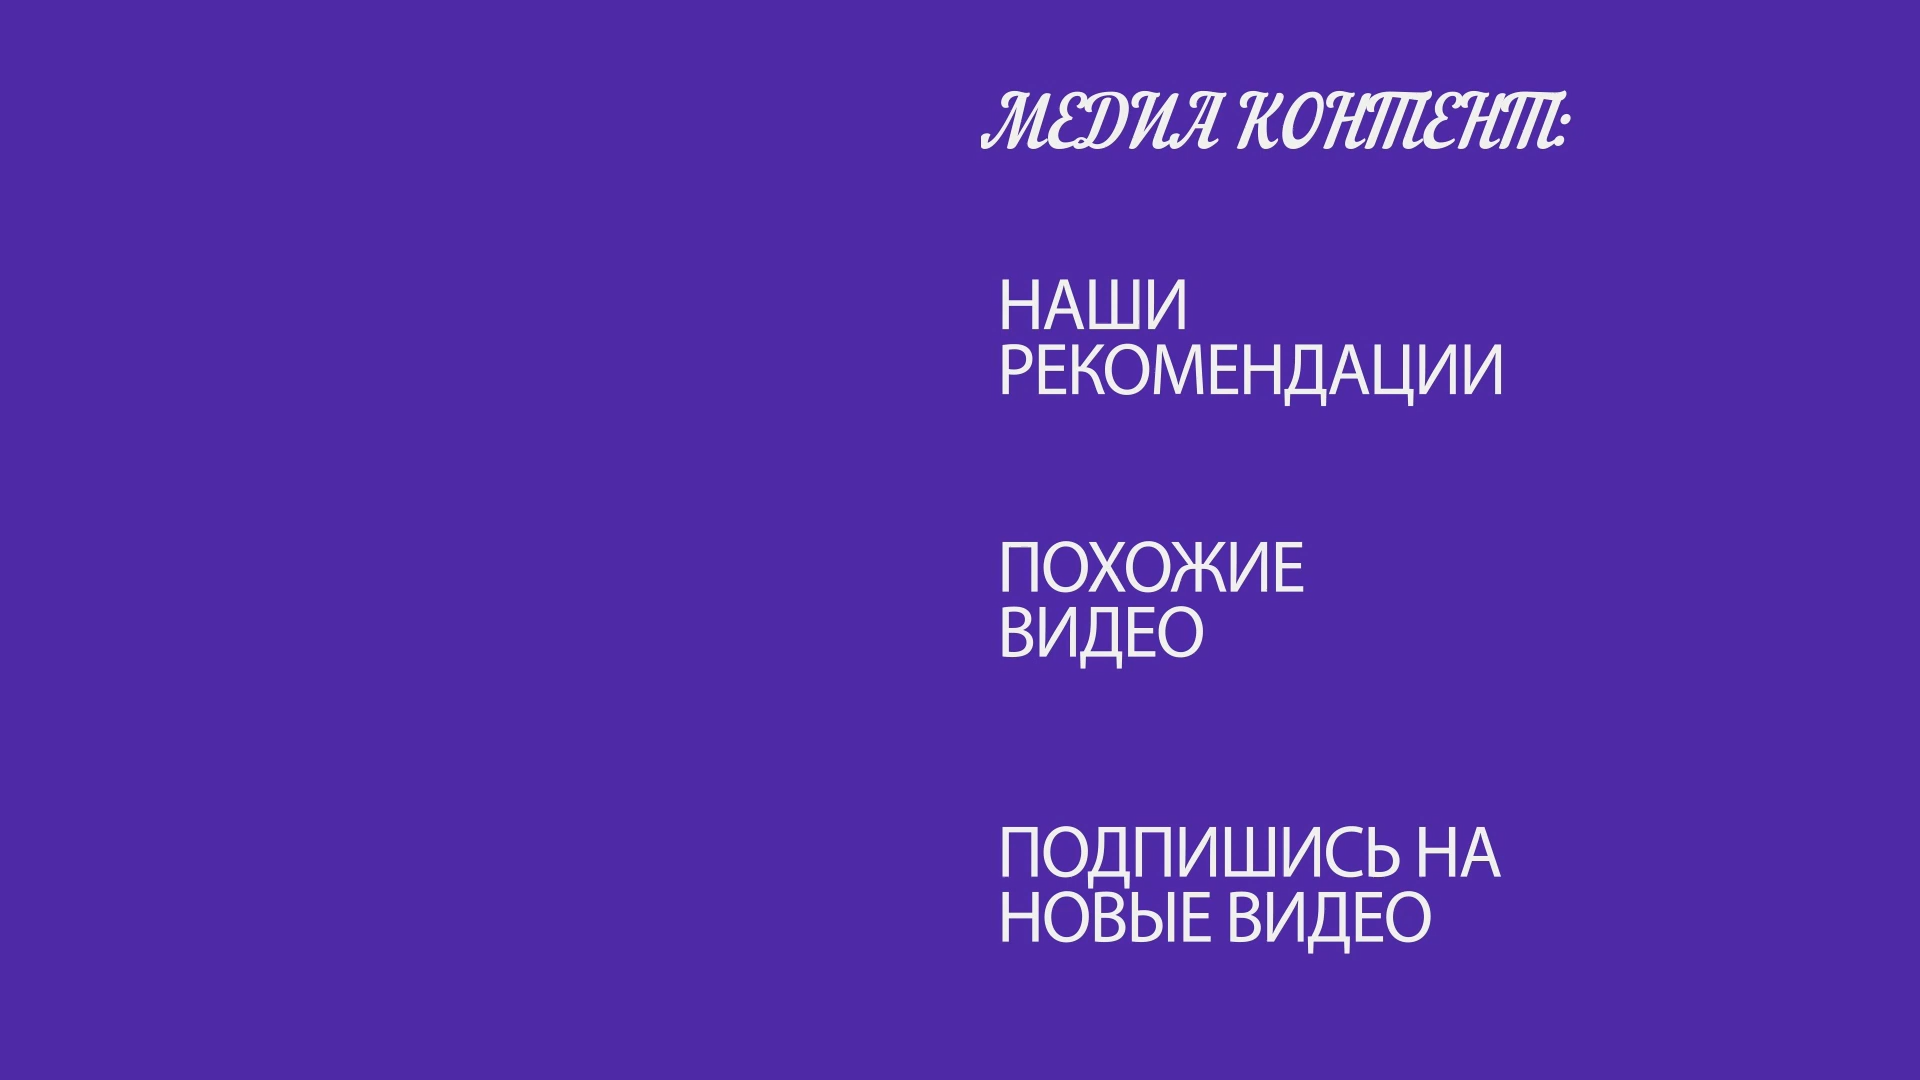 МЕДИА КОНТЕНТ:
НАШИ
РЕКОМЕНДАЦИИ
ПОХОЖИЕ
ВИДЕО
ПОДПИШИСЬ НА
НОВЫЕ ВИДЕО